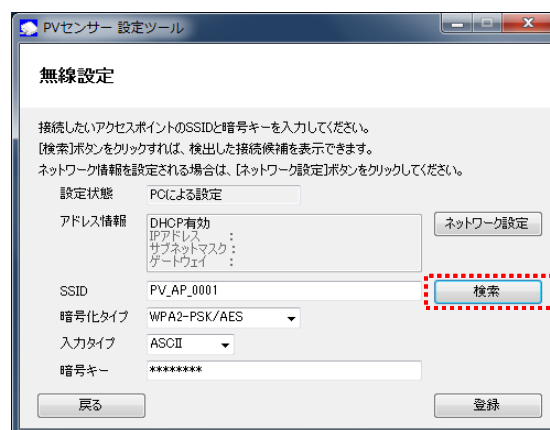 PVセンサー 設定ツール
無線設定
接続したいアクセスポイントのSSIDと暗号キーを入力してください。
[検索]ボタンをクリックすれば、検出した接続候補を表示できます。
ネットワーク情報を設定される場合は、[ネットワーク設定]ボタンをクリックしてください。
設定状態 PCによる設定
アドレス情報 DHCP有効 ネットワーク設定
IPアドレス :
サブネットマスク :
ゲートウェイ :
SSID PV_AP_0001 検索
暗号化タイプ WPA2-PSK/AES
入力タイプ ASCII
暗号キー ********
戻る 登録